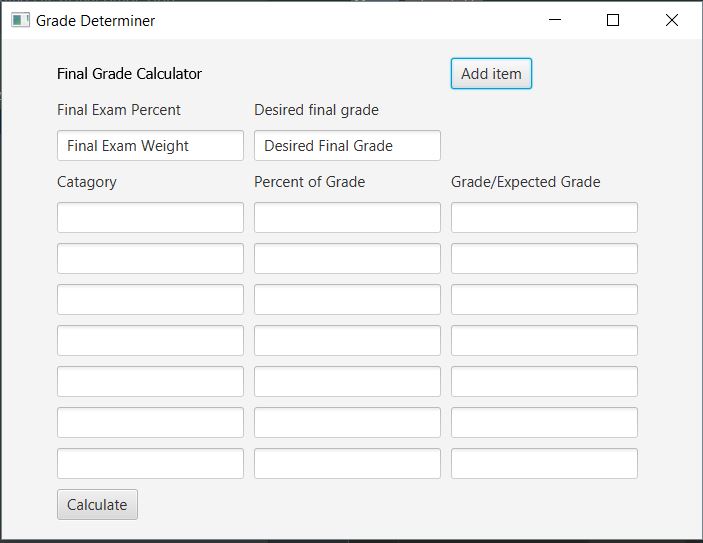 Grade Determiner
Final Grade Calculator
Add item
Final Exam Percent
Desired final grade
Final Exam Weight
Desired Final Grade
Catagory
Percent of Grade
Grade/Expected Grade
Calculate